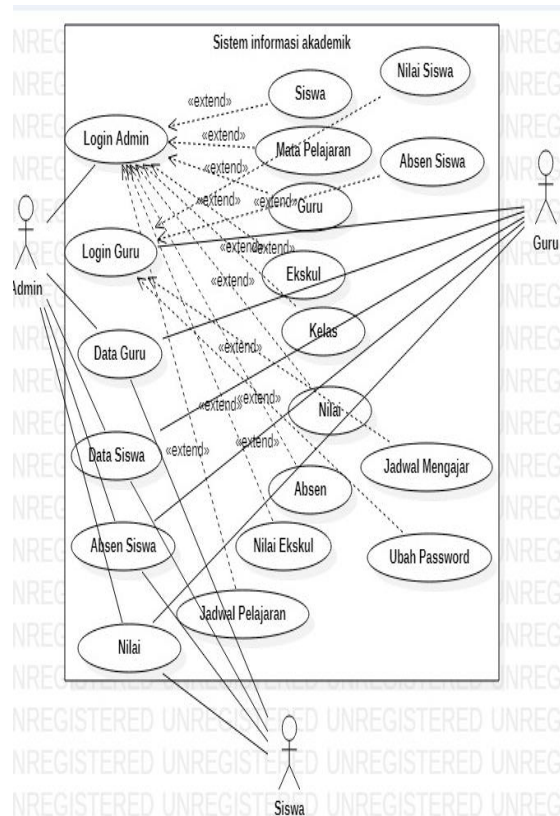 Sistem informasi akademik
Nilai Siswa
«extend»
Siswa
Login Admin
«extend»
Mata Pelajaran
Absen Siswa
«extend»
«extend»
«extend»
Guru
Guru
Login Guru
«extend»
«extend»
Ekskul
Admin
«extend»
Kelas
Data Guru
«extend»
«extend»
«extend»
Nilai
«extend»
«extend»
Data Siswa
Jadwal Mengajar
Absen
Absen Siswa
Nilai Ekskul
Ubah Password
Jadwal Pelajaran
Nilai
Siswa
UNREGISTERED